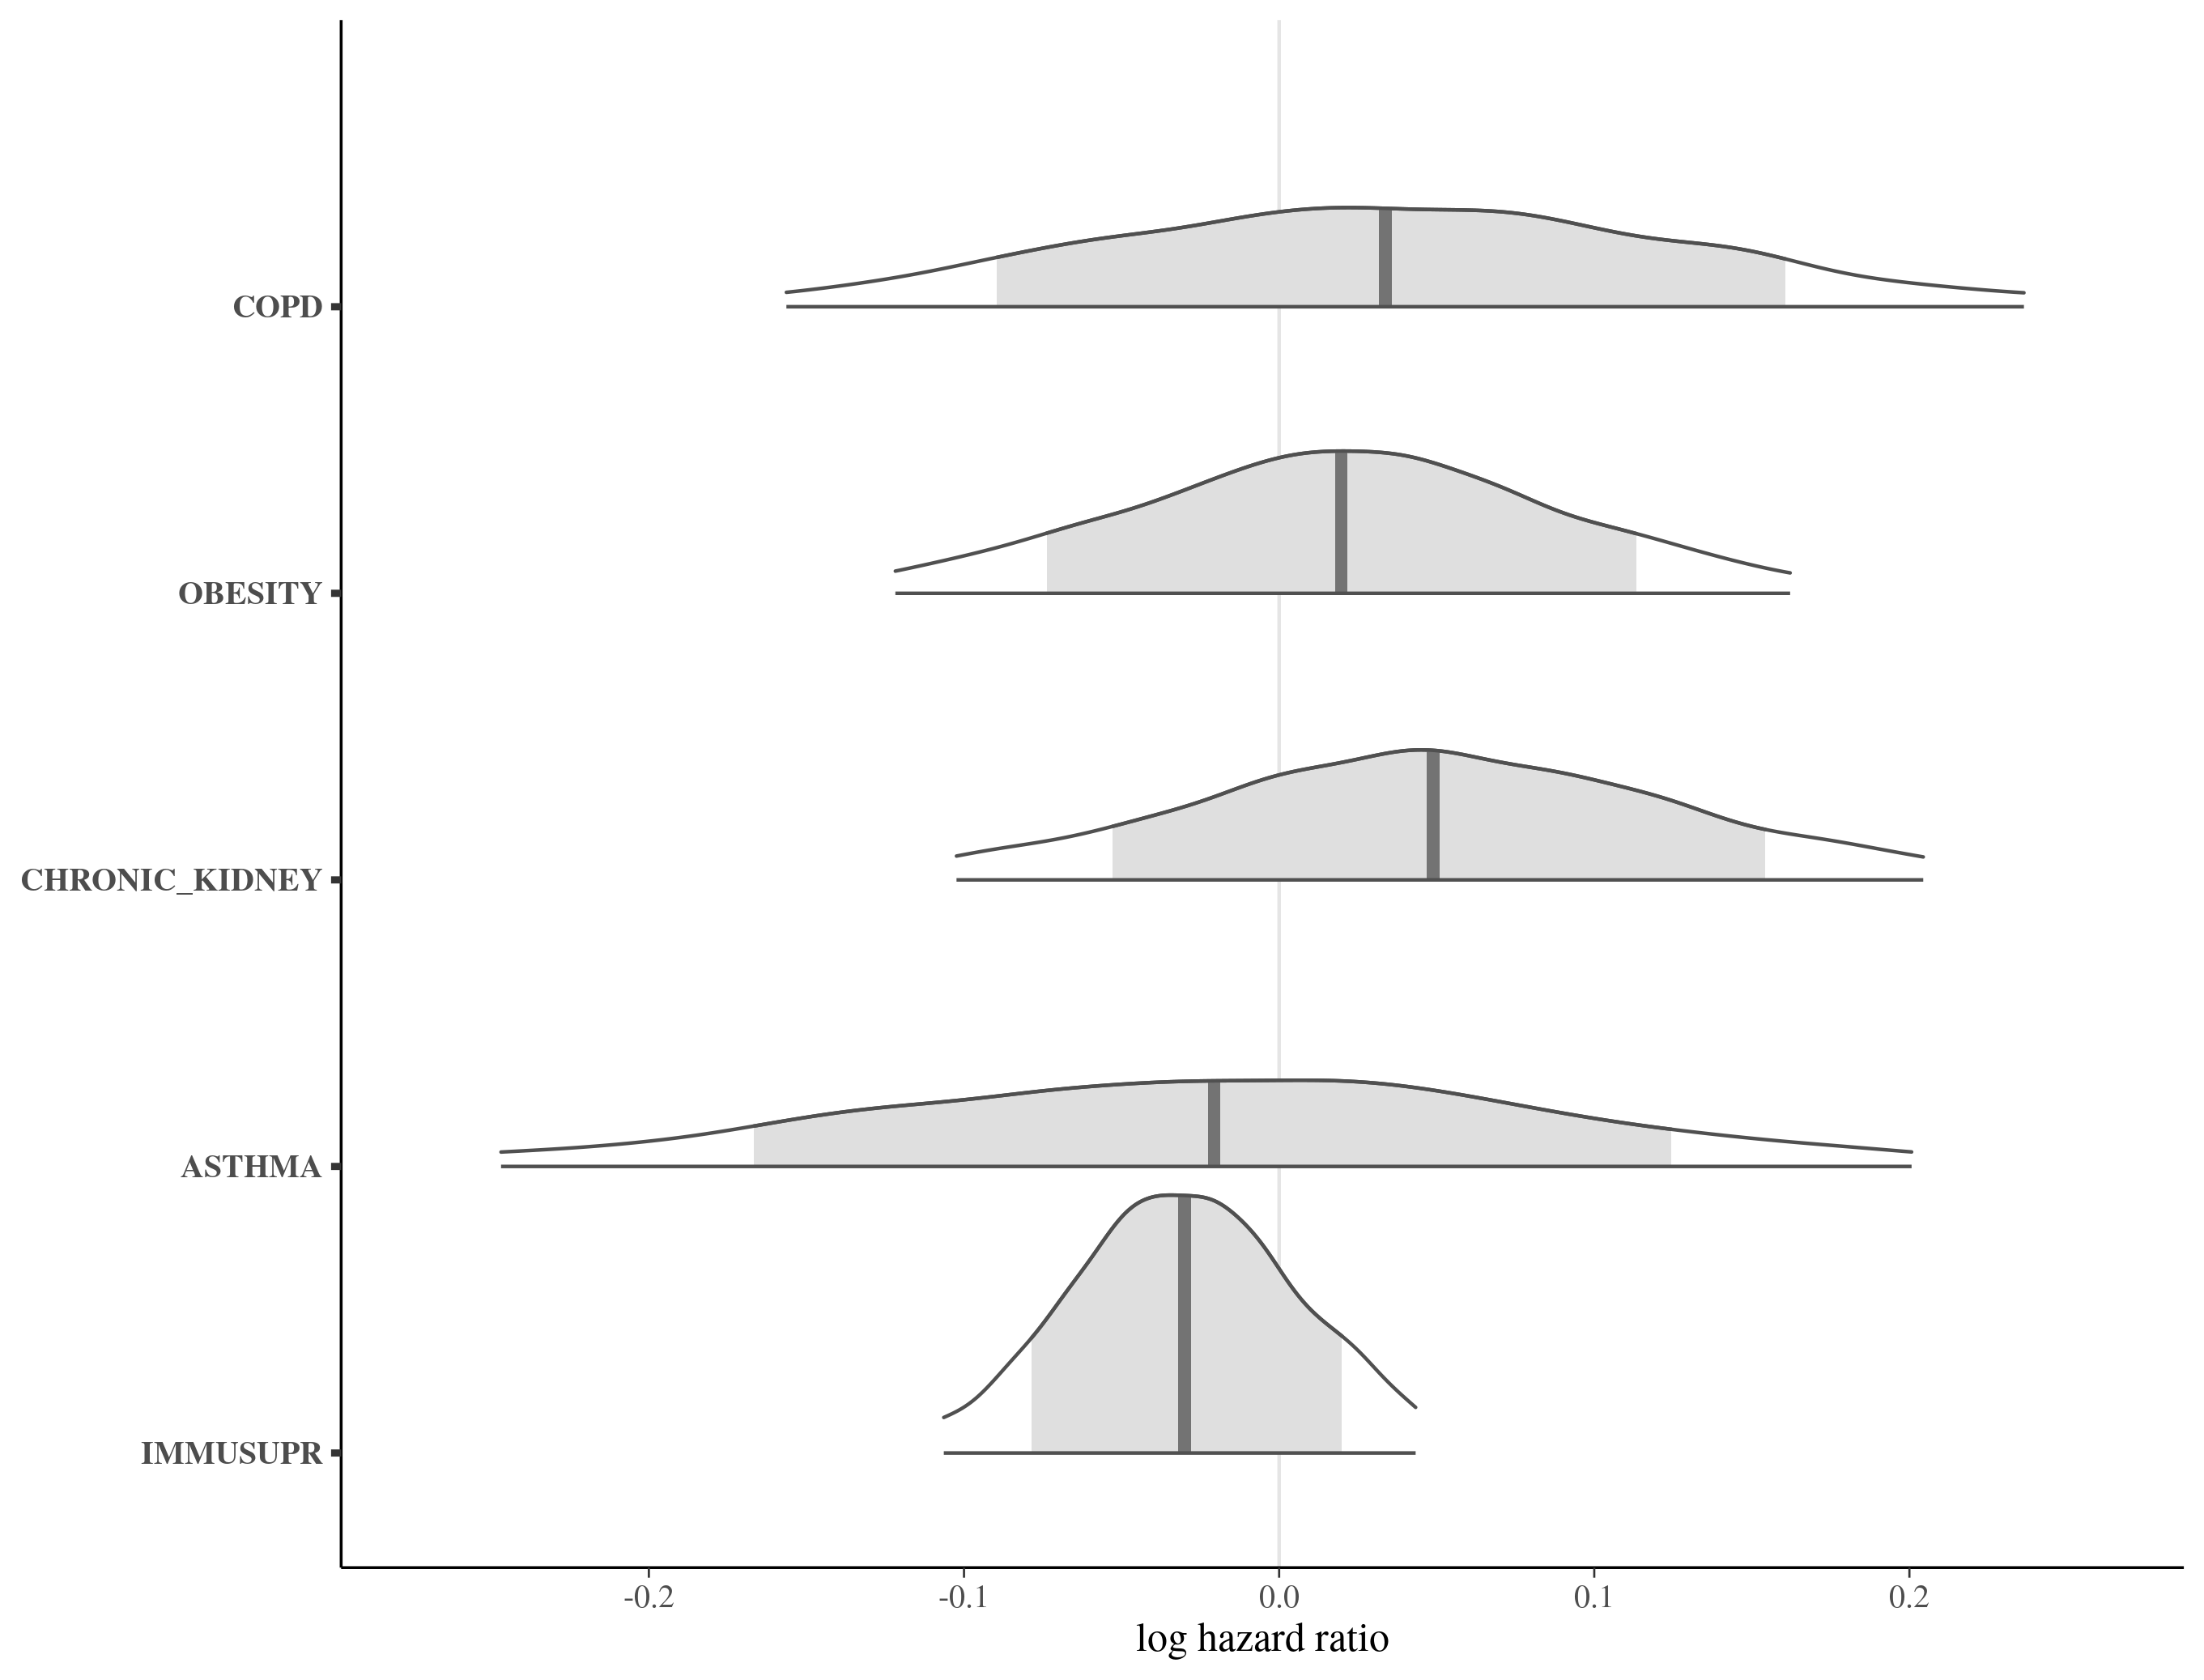 COPD
OBESITY
CHRONIC_KIDNEY
ASTHMA
IMMUSUPR
-0.2 -0.1 0.0 0.1 0.2
log hazard ratio